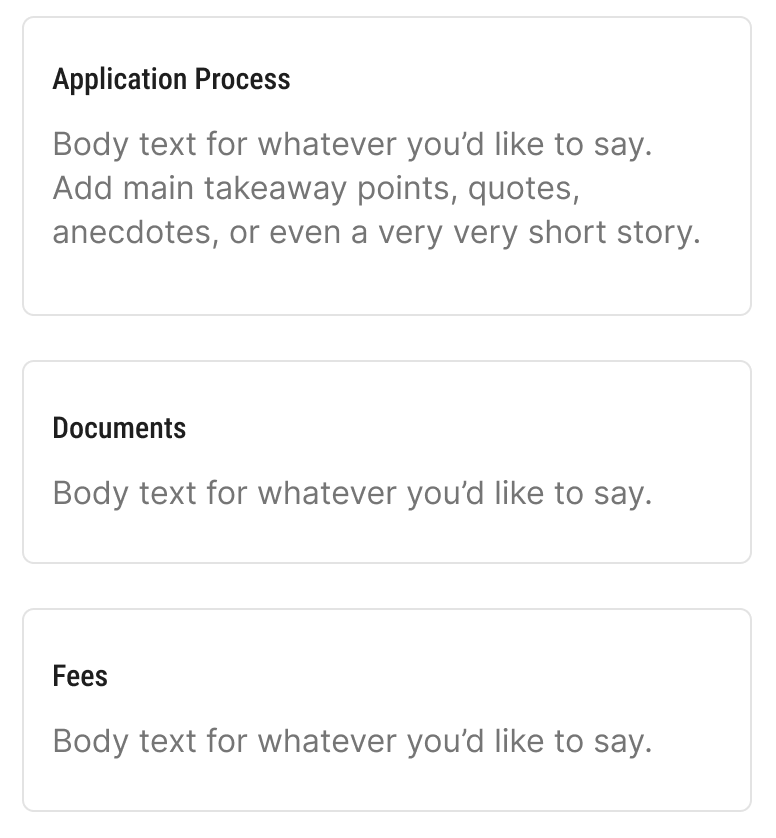 Application Process
Body text for whatever you’d like to say.
Add main takeaway points, quotes,
anecdotes, or even a very very short story.
Documents
Body text for whatever you’d like to say.
Fees
Body text for whatever you’d like to say.